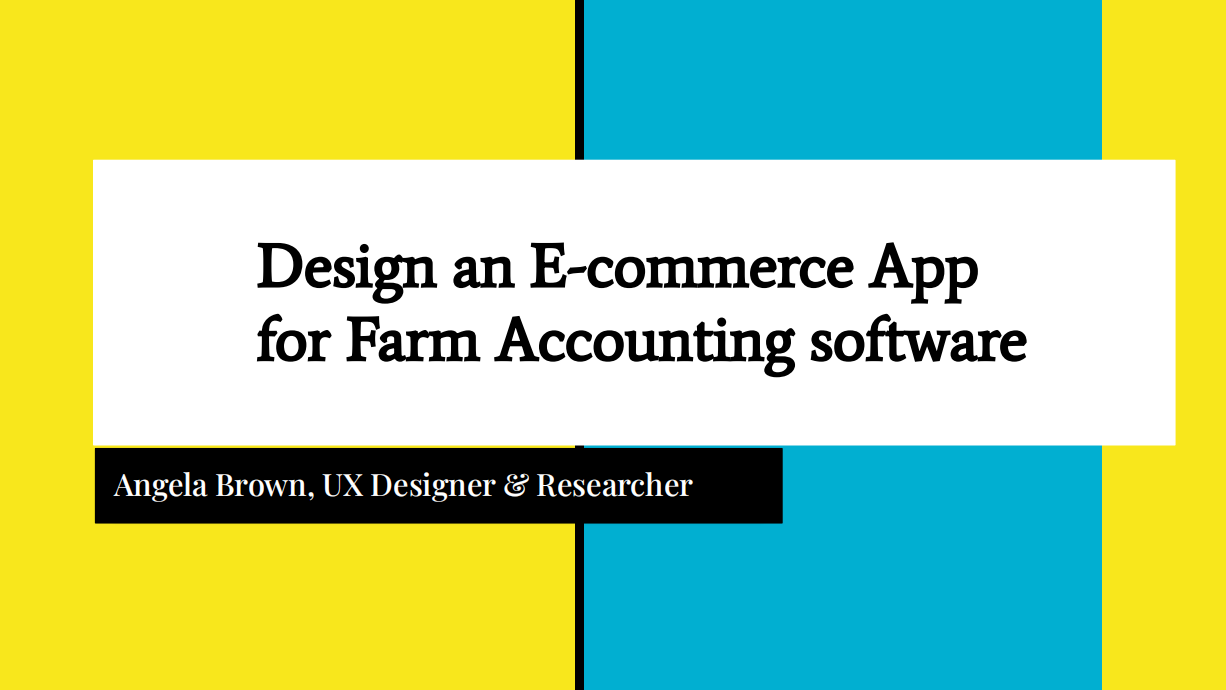 Design an E-commerce App
for Farm Accounting software
Angela Brown, UX Designer & Researcher